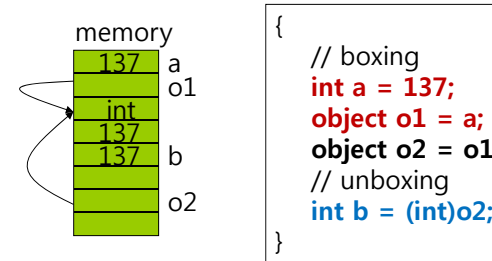 memory
137 a
o1
int
137
137 b
o2
{
// boxing
int a = 137;
object o1 = a;
object o2 = o1
// unboxing
int b = (int)o2;
}